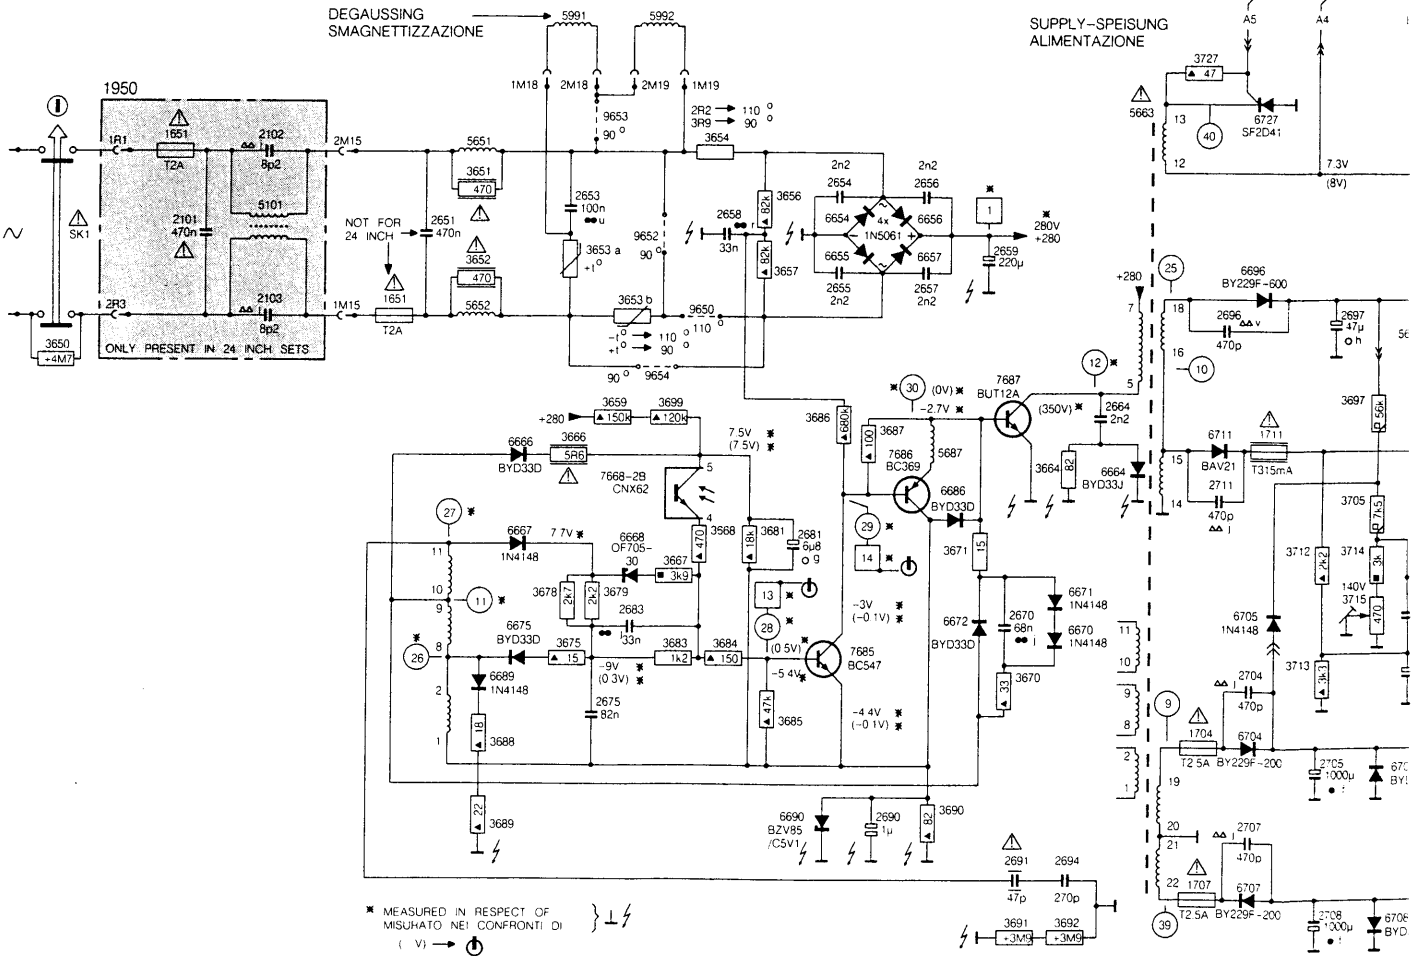 DEGAUSSING
SMAGNETTIZZAZIONE
5991
5992
SUPPLY-SPEISUNG
ALIMENTAZIONE
A5
A4
3727
47
5663
13
40
6727
SF2D41
12
7.3V
(8V)
1M18
2M18
2M19
1M19
9653
90°
2R2 → 110°
3R9 → 90°
3654
1950
1R1
1651
T2A
2102
8p2
2M15
5651
3651
470
5101
2101
470n
SK1
NOT FOR
24 INCH
2651
470n
3652
470
2653
100n
u
3653 a
+t°
9652
90°
2658
33n
r
3656
82k
82k
3657
2n2
2654
2n2
2656
6654
4x
6656
1N5061
6655
6657
2655
2n2
2657
2n2
1
280V
+280
2659
220µ
2R3
2103
8p2
1M15
1651
T2A
5652
3653 b
-t° → 110°
+t° → 90°
9650
110°
90°
9654
3650
+4M7
ONLY PRESENT IN 24 INCH SETS
+280
7
5
25
18
6696
BY229F-600
2696
v
470p
2697
47µ
h
16
10
12
30
(0V)
-2.7V
7687
BUT12A
(350V)
2664
2n2
3664
82
6664
BYD33J
15
14
6711
BAV21
1711
T315mA
2711
470p
3697
56k
3705
7k5
3712
2k2
3714
3k
140V
3715
470
3713
3k3
6705
1N4148
+280
3659
150k
3699
120k
7.5V
(7.5V)
6666
BYD33D
3666
5R6
5
7668-2B
CNX62
4
3668
470
3686
680k
3687
100
7686
BC369
5687
6686
BYD33D
3681
18k
2681
6µ8
g
29
14
3671
15
27
6667
1N4148
7.7V
6668
OF705-
30
3667
3k9
11
10
9
11
3678
2k7
2k2
3679
2683
33n
13
28
(0.5V)
-5.4V
-3V
(-0.1V)
7685
BC547
6672
BYD33D
2670
68n
6671
1N4148
6670
1N4148
3670
33
26
8
6675
BYD33D
3675
15
3683
1k2
3684
150
-9V
(0.3V)
6689
1N4148
2675
82n
47k
3685
-4.4V
(-0.1V)
2
1
18
3688
22
3689
6690
BZV85
/C5V1
2690
1µ
3690
82
11
10
9
8
2
1
9
1704
T2.5A
2704
470p
6704
BY229F-200
2705
1000µ
19
20
21
22
1707
T2.5A
2707
470p
6707
BY229F-200
2708
1000µ
6708
39
2691
47p
2694
270p
3691
+3M9
3692
+3M9
MEASURED IN RESPECT OF
MISUHATO NEI CONFRONTI DI
( V) →